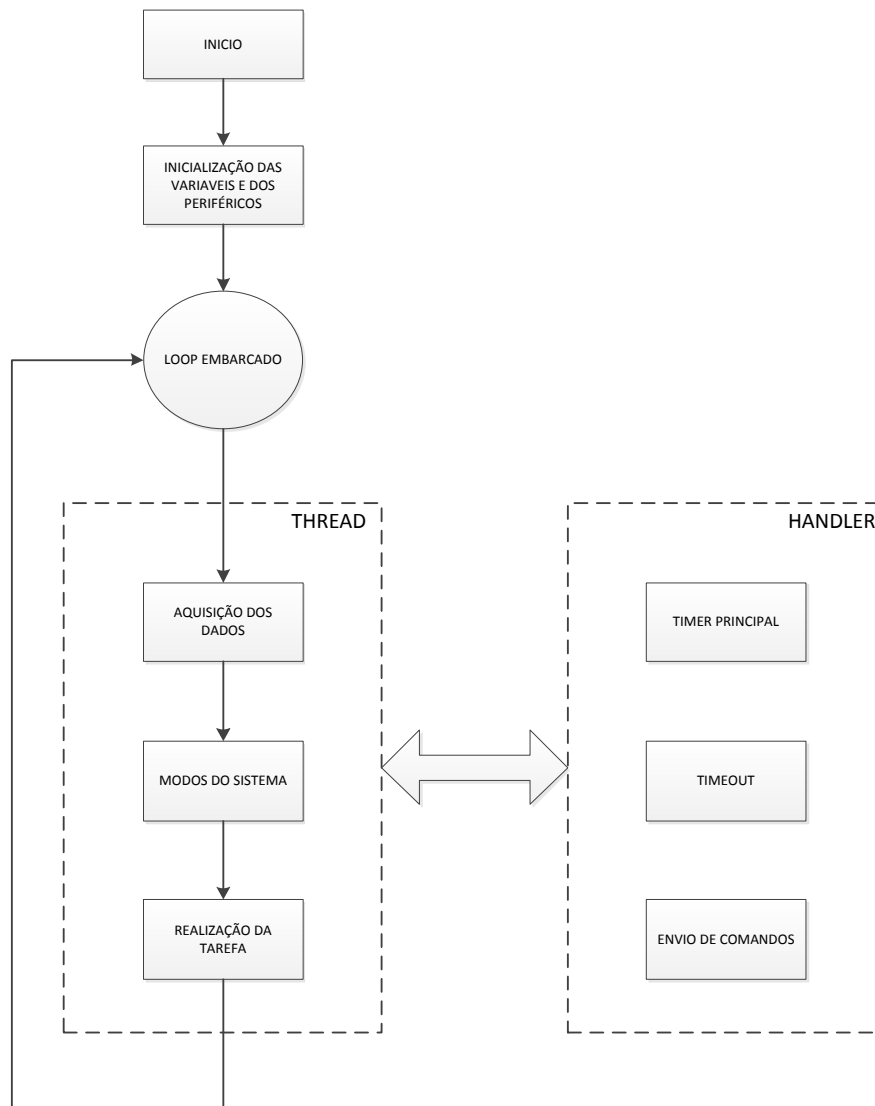 INICIO
INICIALIZAÇÃO DAS
VARIAVEIS E DOS
PERIFÉRICOS
LOOP EMBARCADO
THREAD
AQUISIÇÃO DOS
DADOS
MODOS DO SISTEMA
REALIZAÇÃO DA
TAREFA
HANDLER
TIMER PRINCIPAL
TIMEOUT
ENVIO DE COMANDOS